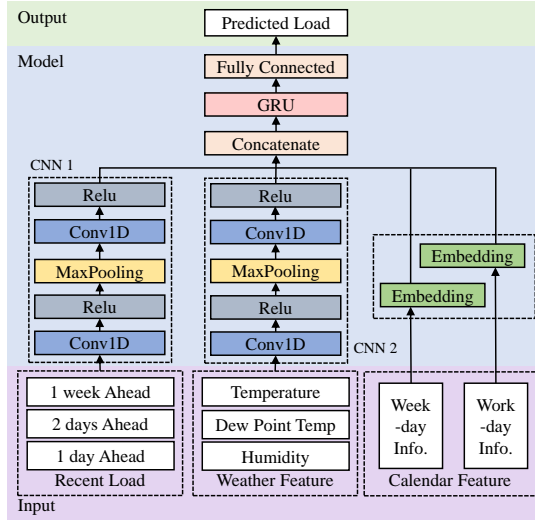 Output
Predicted Load
Model
Fully Connected
GRU
Concatenate
CNN 1
Relu
Conv1D
MaxPooling
Relu
Conv1D
Relu
Conv1D
MaxPooling
Relu
Conv1D
CNN 2
Embedding
Embedding
1 week Ahead
2 days Ahead
1 day Ahead
Recent Load
Temperature
Dew Point Temp
Humidity
Weather Feature
Week
-day
Info.
Work
-day
Info.
Calendar Feature
Input